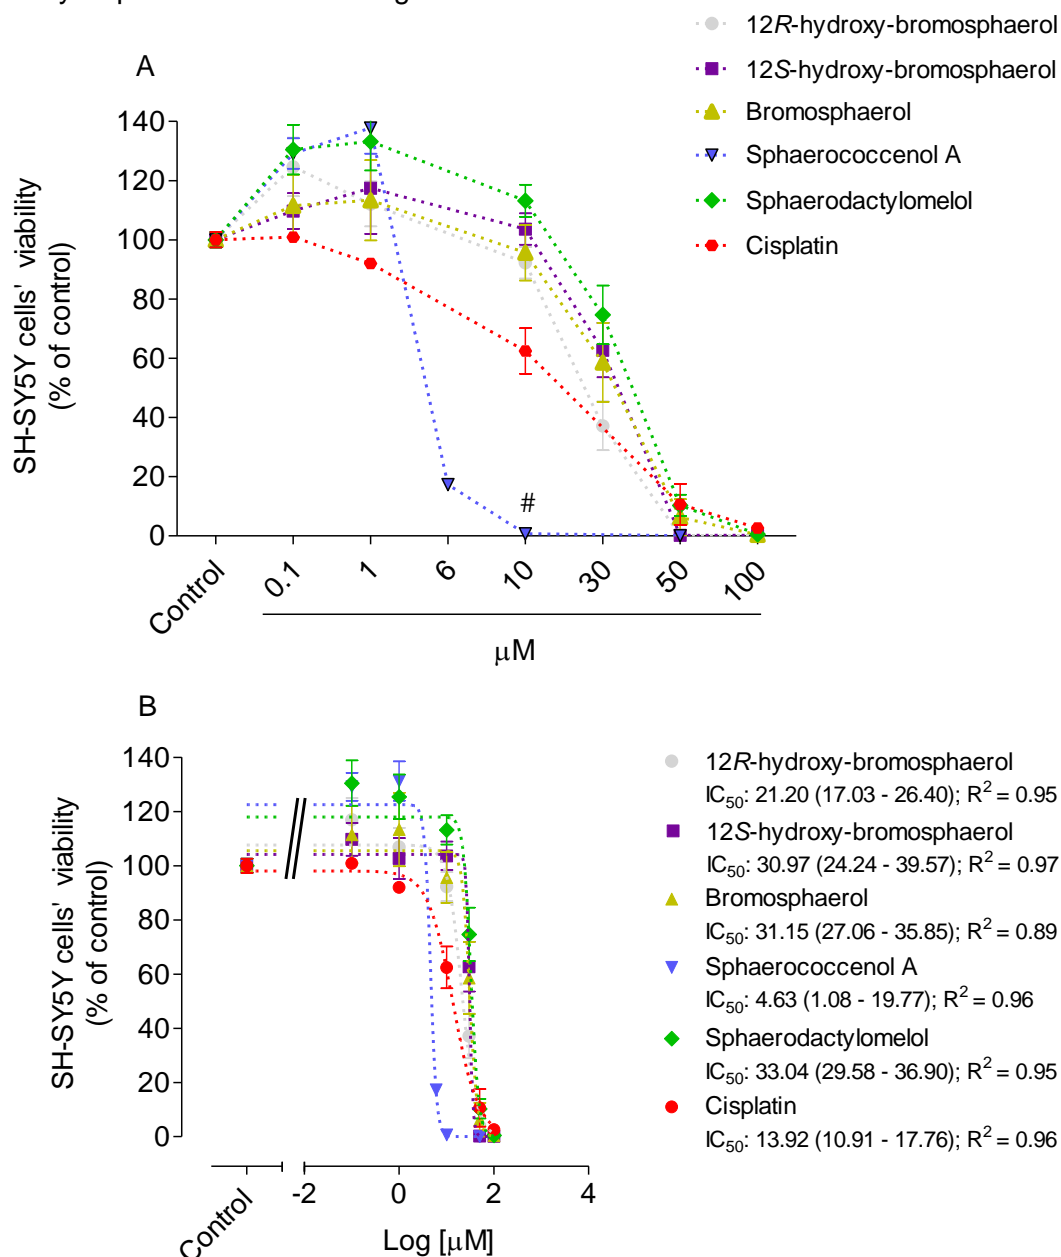 12R-hydroxy-bromosphaerol
12S-hydroxy-bromosphaerol
Bromosphaerol
Sphaerococcenol A
Sphaerodactylomelol
Cisplatin
A
SH-SY5Y cells' viability
(% of control)
140
120
100
80
60
40
20
0
#
Control
0.1
1
6
10
30
50
100
μM
B
SH-SY5Y cells' viability
(% of control)
140
120
100
80
60
40
20
0
Control
-2
0
2
4
Log [μM]
12R-hydroxy-bromosphaerol
IC50: 21.20 (17.03 - 26.40); R2 = 0.95
12S-hydroxy-bromosphaerol
IC50: 30.97 (24.24 - 39.57); R2 = 0.97
Bromosphaerol
IC50: 31.15 (27.06 - 35.85); R2 = 0.89
Sphaerococcenol A
IC50: 4.63 (1.08 - 19.77); R2 = 0.96
Sphaerodactylomelol
IC50: 33.04 (29.58 - 36.90); R2 = 0.95
Cisplatin
IC50: 13.92 (10.91 - 17.76); R2 = 0.96